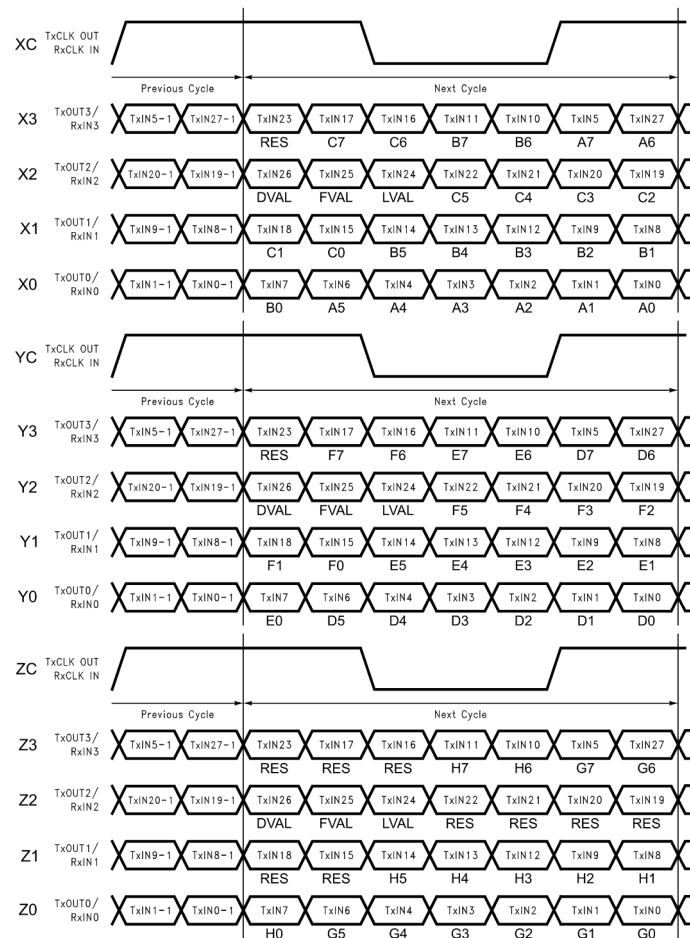 XC TxCLK OUT
RxCLK IN
Previous Cycle Next Cycle
X3 TxOUT3/
RxIN3
TxIN5-1 TxIN27-1 TxIN23 TxIN17 TxIN16 TxIN11 TxIN10 TxIN5 TxIN27
RES C7 C6 B7 B6 A7 A6
X2 TxOUT2/
RxIN2
TxIN20-1 TxIN19-1 TxIN26 TxIN25 TxIN24 TxIN22 TxIN21 TxIN20 TxIN19
DVAL FVAL LVAL C5 C4 C3 C2
X1 TxOUT1/
RxIN1
TxIN9-1 TxIN8-1 TxIN18 TxIN15 TxIN14 TxIN13 TxIN12 TxIN9 TxIN8
C1 C0 B5 B4 B3 B2 B1
X0 TxOUT0/
RxIN0
TxIN1-1 TxIN0-1 TxIN7 TxIN6 TxIN4 TxIN3 TxIN2 TxIN1 TxIN0
B0 A5 A4 A3 A2 A1 A0
YC TxCLK OUT
RxCLK IN
Previous Cycle Next Cycle
Y3 TxOUT3/
RxIN3
TxIN5-1 TxIN27-1 TxIN23 TxIN17 TxIN16 TxIN11 TxIN10 TxIN5 TxIN27
RES F7 F6 E7 E6 D7 D6
Y2 TxOUT2/
RxIN2
TxIN20-1 TxIN19-1 TxIN26 TxIN25 TxIN24 TxIN22 TxIN21 TxIN20 TxIN19
DVAL FVAL LVAL F5 F4 F3 F2
Y1 TxOUT1/
RxIN1
TxIN9-1 TxIN8-1 TxIN18 TxIN15 TxIN14 TxIN13 TxIN12 TxIN9 TxIN8
F1 F0 E5 E4 E3 E2 E1
Y0 TxOUT0/
RxIN0
TxIN1-1 TxIN0-1 TxIN7 TxIN6 TxIN4 TxIN3 TxIN2 TxIN1 TxIN0
E0 D5 D4 D3 D2 D1 D0
ZC TxCLK OUT
RxCLK IN
Previous Cycle Next Cycle
Z3 TxOUT3/
RxIN3
TxIN5-1 TxIN27-1 TxIN23 TxIN17 TxIN16 TxIN11 TxIN10 TxIN5 TxIN27
RES RES RES H7 H6 G7 G6
Z2 TxOUT2/
RxIN2
TxIN20-1 TxIN19-1 TxIN26 TxIN25 TxIN24 TxIN22 TxIN21 TxIN20 TxIN19
DVAL FVAL LVAL RES RES RES RES
Z1 TxOUT1/
RxIN1
TxIN9-1 TxIN8-1 TxIN18 TxIN15 TxIN14 TxIN13 TxIN12 TxIN9 TxIN8
RES RES H5 H4 H3 H2 H1
Z0 TxOUT0/
RxIN0
TxIN1-1 TxIN0-1 TxIN7 TxIN6 TxIN4 TxIN3 TxIN2 TxIN1 TxIN0
H0 G5 G4 G3 G2 G1 G0